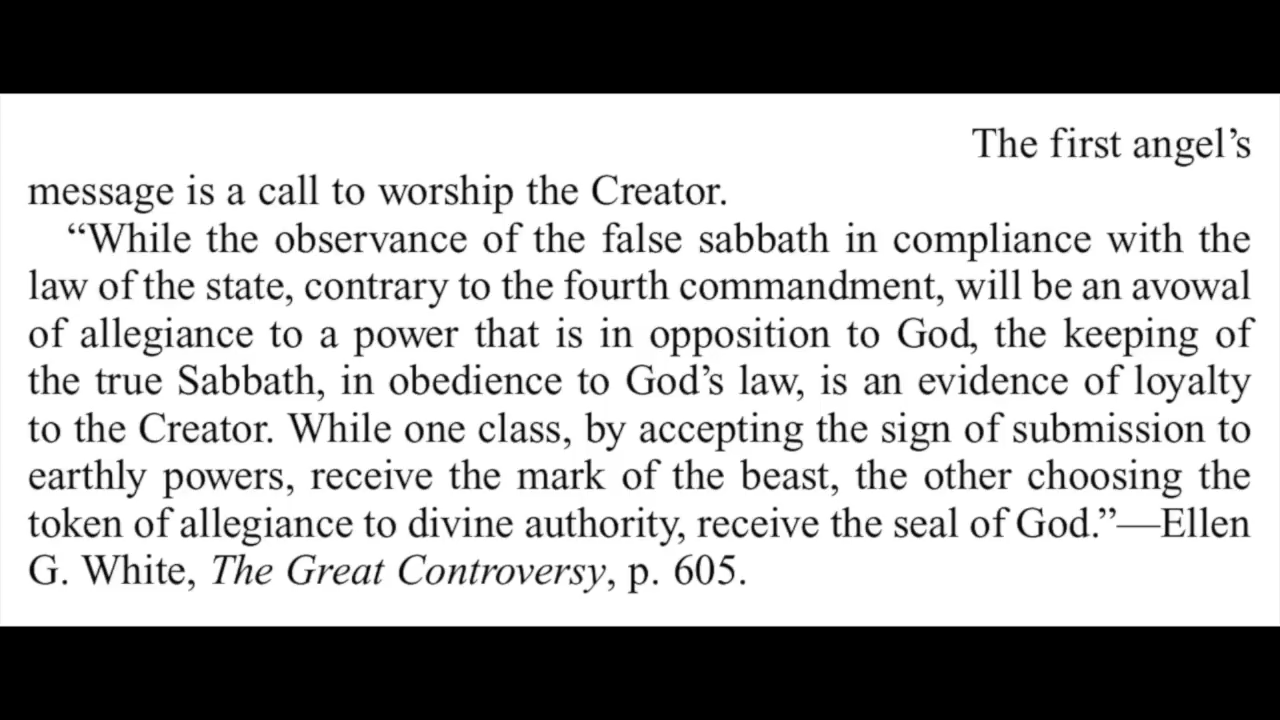 The first angel’s
message is a call to worship the Creator.
“While the observance of the false sabbath in compliance with the
law of the state, contrary to the fourth commandment, will be an avowal
of allegiance to a power that is in opposition to God, the keeping of
the true Sabbath, in obedience to God’s law, is an evidence of loyalty
to the Creator. While one class, by accepting the sign of submission to
earthly powers, receive the mark of the beast, the other choosing the
token of allegiance to divine authority, receive the seal of God.”—Ellen
G. White, The Great Controversy, p. 605.